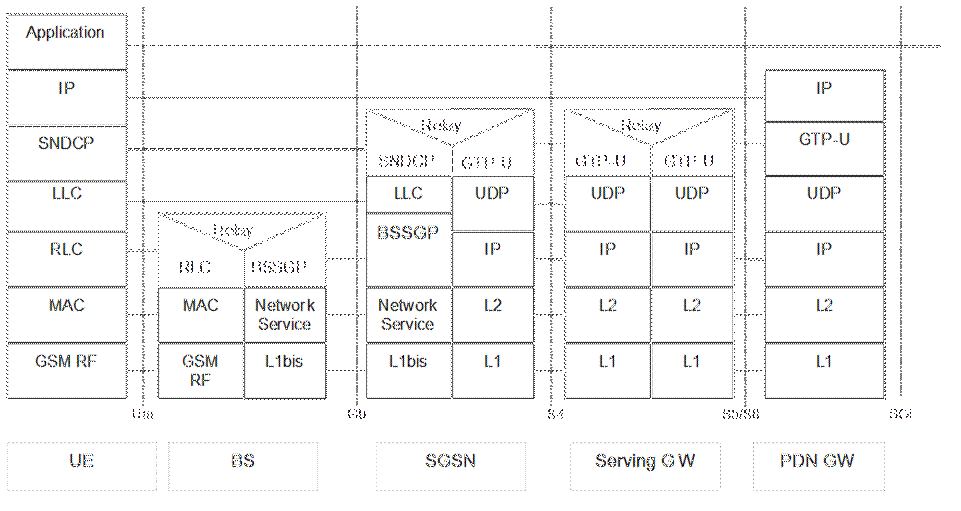 Application
IP
SNDCP
LLC
RLC
MAC
GSM RF
Relay
RLC
BSSGP
MAC
Network
Service
GSM
RF
L1bis
Relay
SNDCP
GTP-U
LLC
UDP
BSSGP
IP
Network
Service
L2
L1bis
L1
Relay
GTP-U
GTP-U
UDP
UDP
IP
IP
L2
L2
L1
L1
IP
GTP-U
UDP
IP
L2
L1
Um
Gb
S4
S5/S8
SGi
UE
BS
SGSN
Serving GW
PDN GW